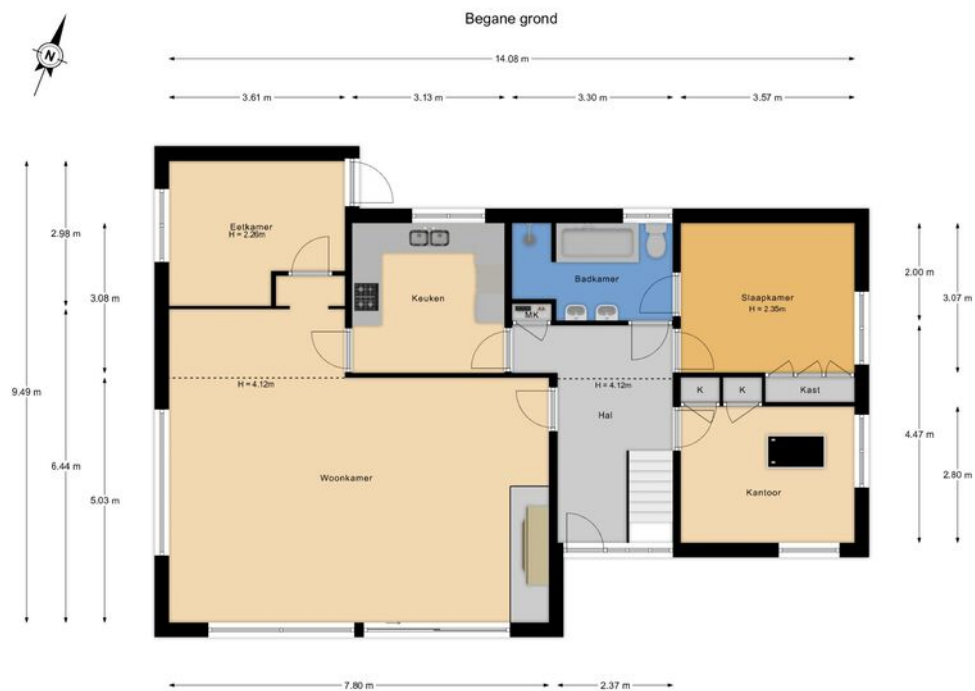 Begane grond
N
14.08 m
3.61 m
3.13 m
3.30 m
3.57 m
Eetkamer
H = 2.26m
Keuken
Badkamer
MK
Slaapkamer
H = 2.35m
2.98 m
3.08 m
9.49 m
6.44 m
5.03 m
2.00 m
3.07 m
4.47 m
2.80 m
H = 4.12m
H = 4.12m
K
K
Kast
Hal
Woonkamer
Kantoor
7.80 m
2.37 m